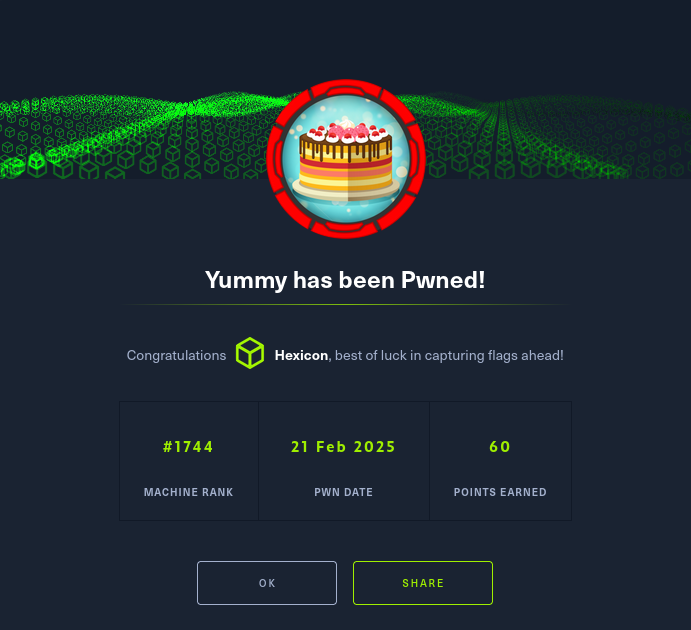 Yummy has been Pwned!
Congratulations Hexicon, best of luck in capturing flags ahead!
#1744 21 Feb 2025 60
MACHINE RANK PWN DATE POINTS EARNED
OK SHARE